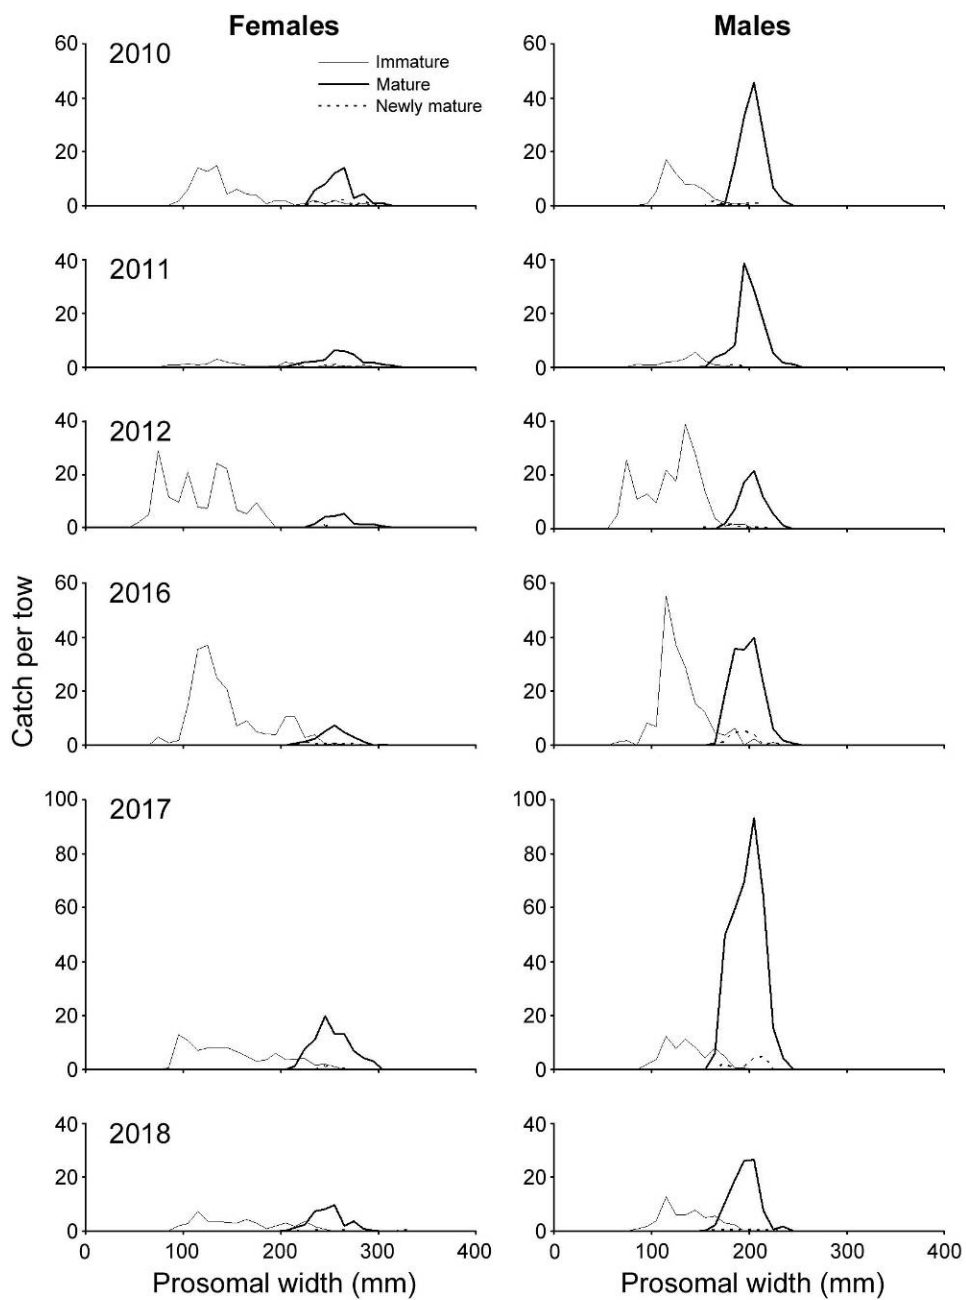 Females Males
60 2010 Immature 60
Mature
Newly mature
40 40
20 20
0 0
40 2011 40
20 20
0 0
40 2012 40
20 20
0 0
60 2016 60
40 40
20 20
0 0
Catch per tow
100 2017 100
80 80
60 60
40 40
20 20
0 0
40 2018 40
20 20
0 0
0 100 200 300 400 0 100 200 300 400
Prosomal width (mm) Prosomal width (mm)